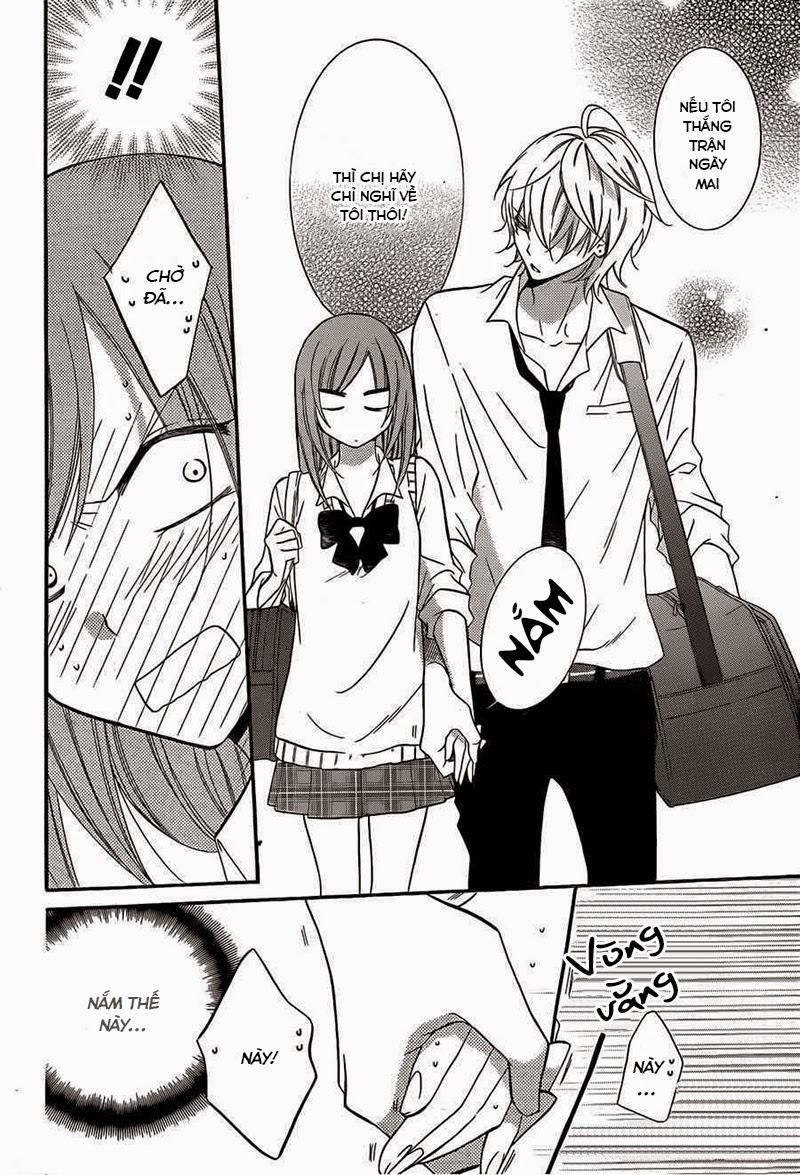 NẾU TÔI
THẮNG
TRẬN
NGÀY
MAI
THÌ CHỊ HÃY
CHỈ NGHĨ VỀ
TÔI THÔI!
NẮM
!!
CHỜ
ĐÃ...
Vùng
vằng
NÀY
...
NÀY!
NẮM THẾ
NÀY...